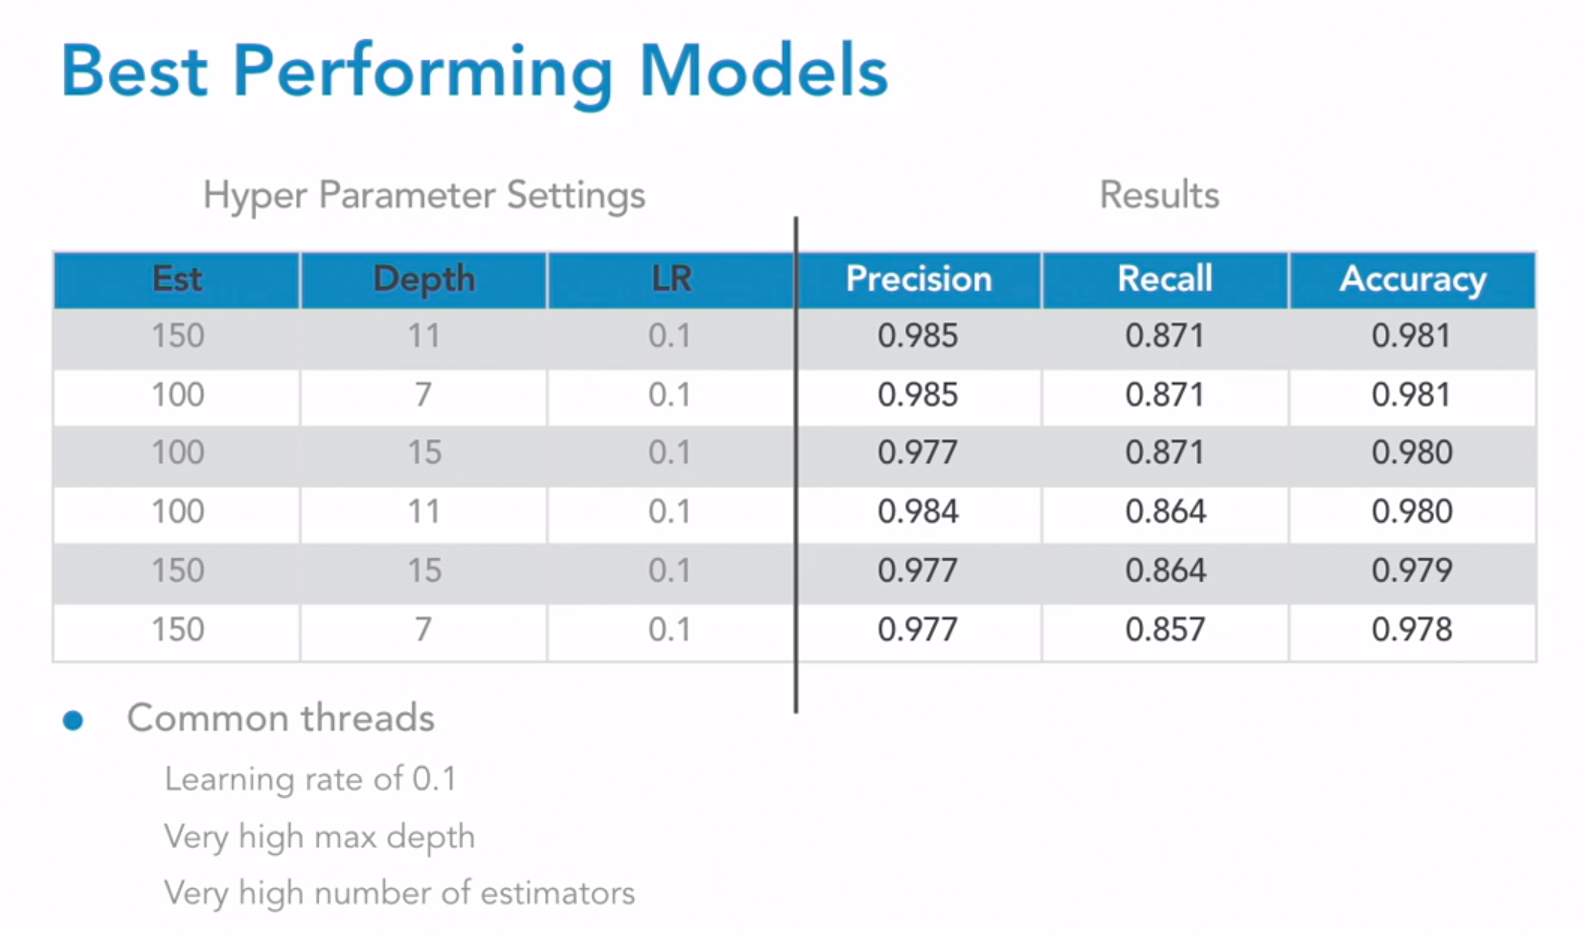 Best Performing Models
Hyper Parameter Settings Results
Est Depth LR Precision Recall Accuracy
150 11 0.1 0.985 0.871 0.981
100 7 0.1 0.985 0.871 0.981
100 15 0.1 0.977 0.871 0.980
100 11 0.1 0.984 0.864 0.980
150 15 0.1 0.977 0.864 0.979
150 7 0.1 0.977 0.857 0.978
Common threads
Learning rate of 0.1
Very high max depth
Very high number of estimators